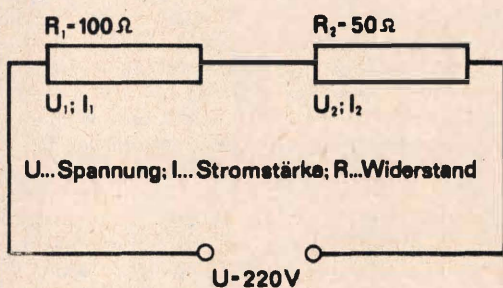 R₁=100 Ω R₂=50 Ω
U₁; I₁ U₂; I₂
U...Spannung; I...Stromstärke; R...Widerstand
U=220V